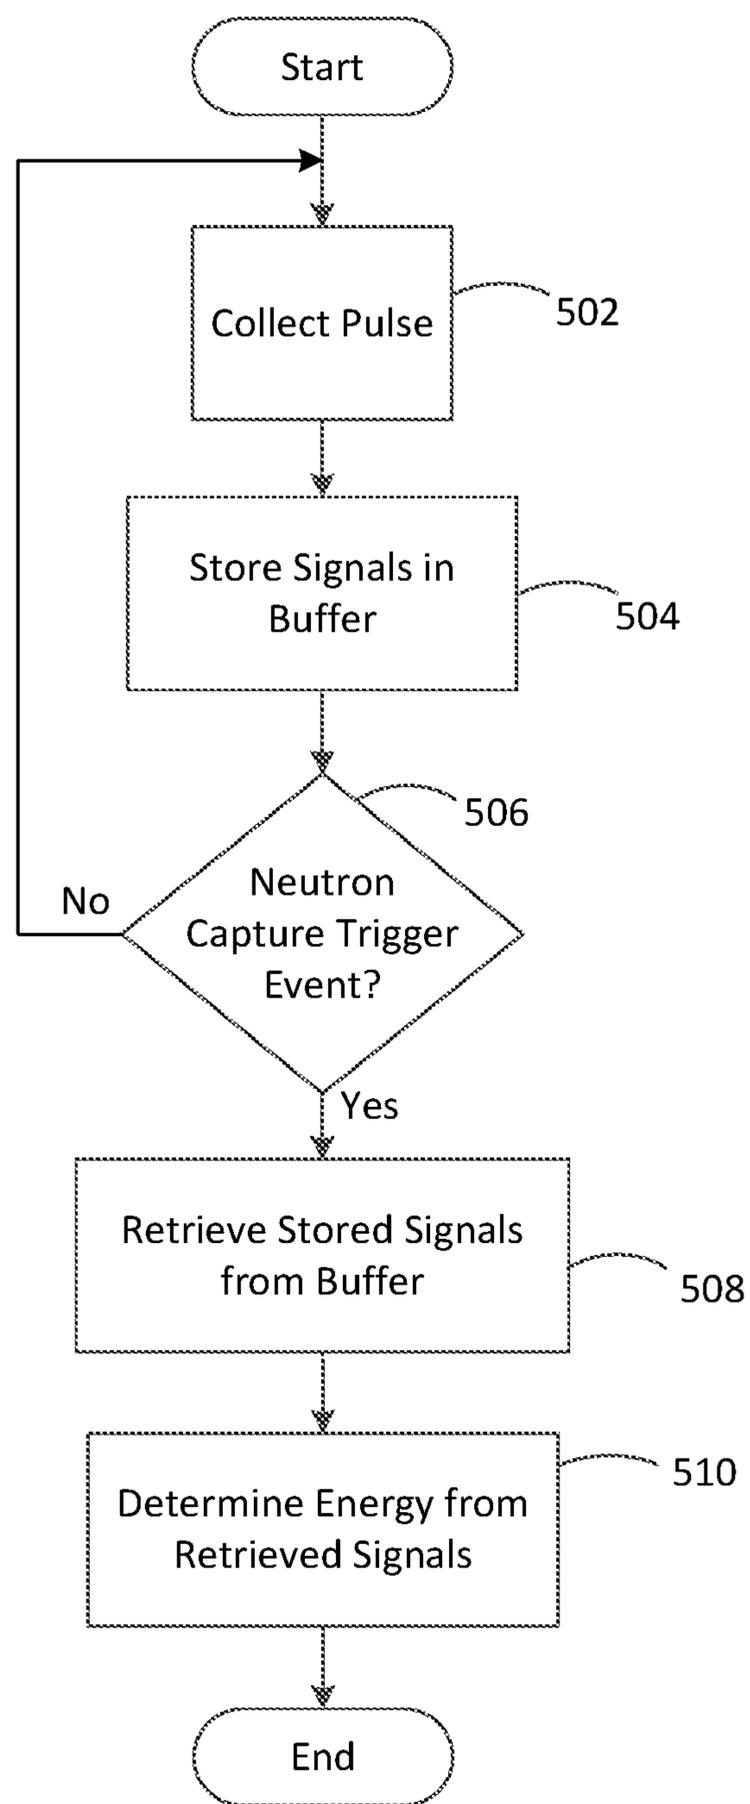 Start
Collect Pulse
502
Store Signals in
Buffer
504
506
Neutron
Capture Trigger
Event?
No
Yes
Retrieve Stored Signals
from Buffer
508
Determine Energy from
Retrieved Signals
510
End